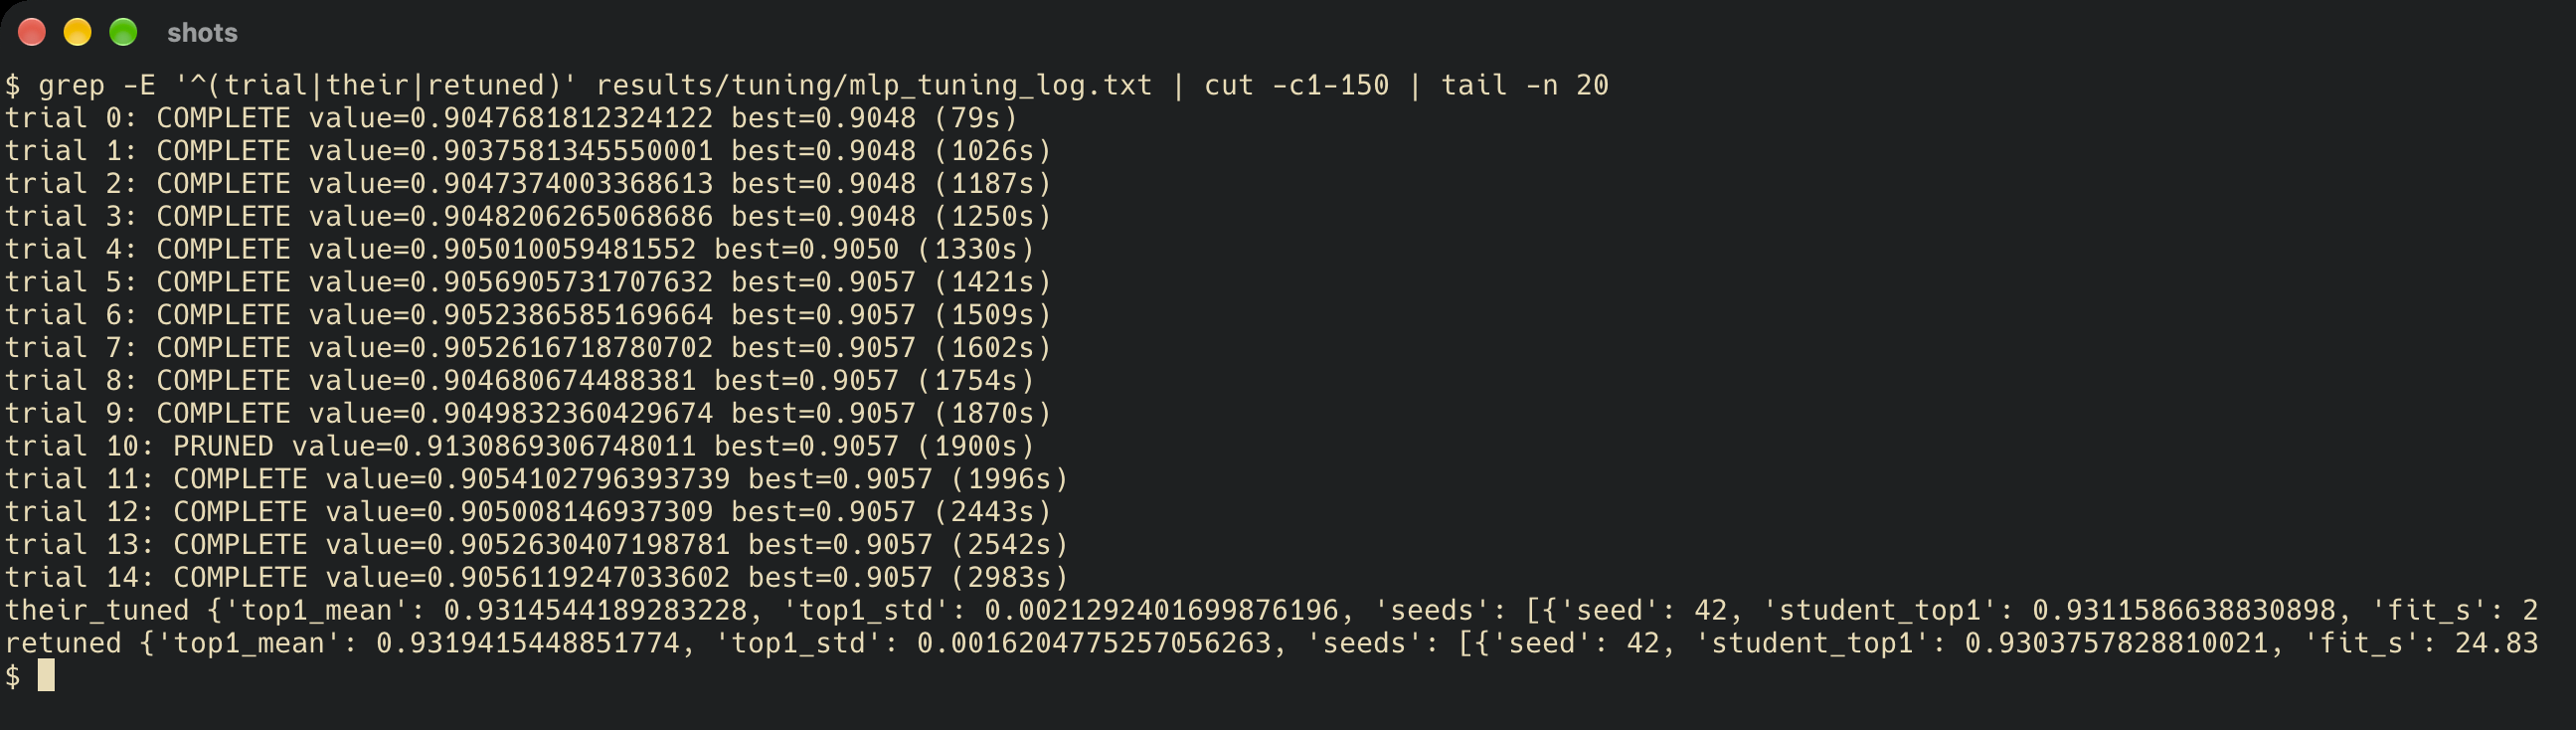 shots
$ grep -E '^(trial|their|retuned)' results/tuning/mlp_tuning_log.txt | cut -c1-150 | tail -n 20
trial 0: COMPLETE value=0.9047681812324122 best=0.9048 (79s)
trial 1: COMPLETE value=0.9037581345550001 best=0.9048 (1026s)
trial 2: COMPLETE value=0.9047374003368613 best=0.9048 (1187s)
trial 3: COMPLETE value=0.9048206265068686 best=0.9048 (1250s)
trial 4: COMPLETE value=0.905010059481552 best=0.9050 (1330s)
trial 5: COMPLETE value=0.9056905731707632 best=0.9057 (1421s)
trial 6: COMPLETE value=0.9052386585169664 best=0.9057 (1509s)
trial 7: COMPLETE value=0.9052616718780702 best=0.9057 (1602s)
trial 8: COMPLETE value=0.904680674488381 best=0.9057 (1754s)
trial 9: COMPLETE value=0.9049832360429674 best=0.9057 (1870s)
trial 10: PRUNED value=0.9130869306748011 best=0.9057 (1900s)
trial 11: COMPLETE value=0.9054102796393739 best=0.9057 (1996s)
trial 12: COMPLETE value=0.905008146937309 best=0.9057 (2443s)
trial 13: COMPLETE value=0.9052630407198781 best=0.9057 (2542s)
trial 14: COMPLETE value=0.9056119247033602 best=0.9057 (2983s)
their_tuned {'top1_mean': 0.9314544189283228, 'top1_std': 0.0021292401699876196, 'seeds': [{'seed': 42, 'student_top1': 0.9311586638830898, 'fit_s': 2
retuned {'top1_mean': 0.9319415448851774, 'top1_std': 0.0016204775257056263, 'seeds': [{'seed': 42, 'student_top1': 0.9303757828810021, 'fit_s': 24.83
$